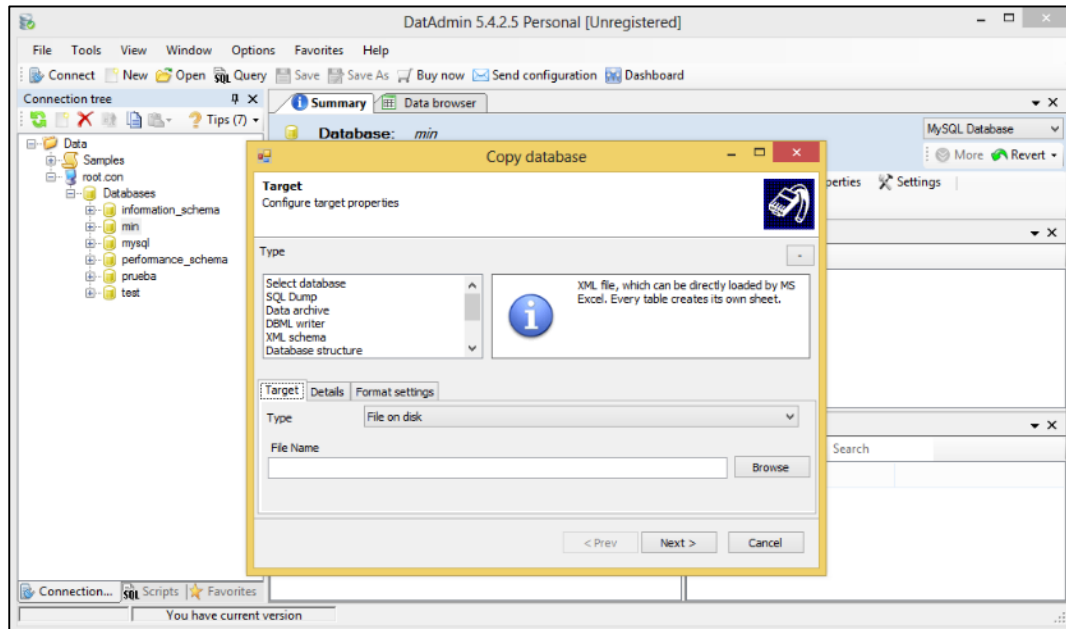 DatAdmin 5.4.2.5 Personal [Unregistered]
File Tools View Window Options Favorites Help
Connect New Open SQL Query Save Save As Buy now Send configuration Dashboard
Connection tree
Tips (7)
Data
Samples
root.con
Databases
information_schema
min
mysql
performance_schema
prueba
test
Summary Data browser
Database: min
MySQL Database
More Revert
Settings
Copy database
Target
Configure target properties
Type
-
Select database
SQL Dump
Data archive
DBML writer
XML schema
Database structure
XML file, which can be directly loaded by MS
Excel. Every table creates its own sheet.
Target Details Format settings
Type File on disk
File Name
Browse
< Prev Next > Cancel
Search
Connection... SQL Scripts Favorites
You have current version